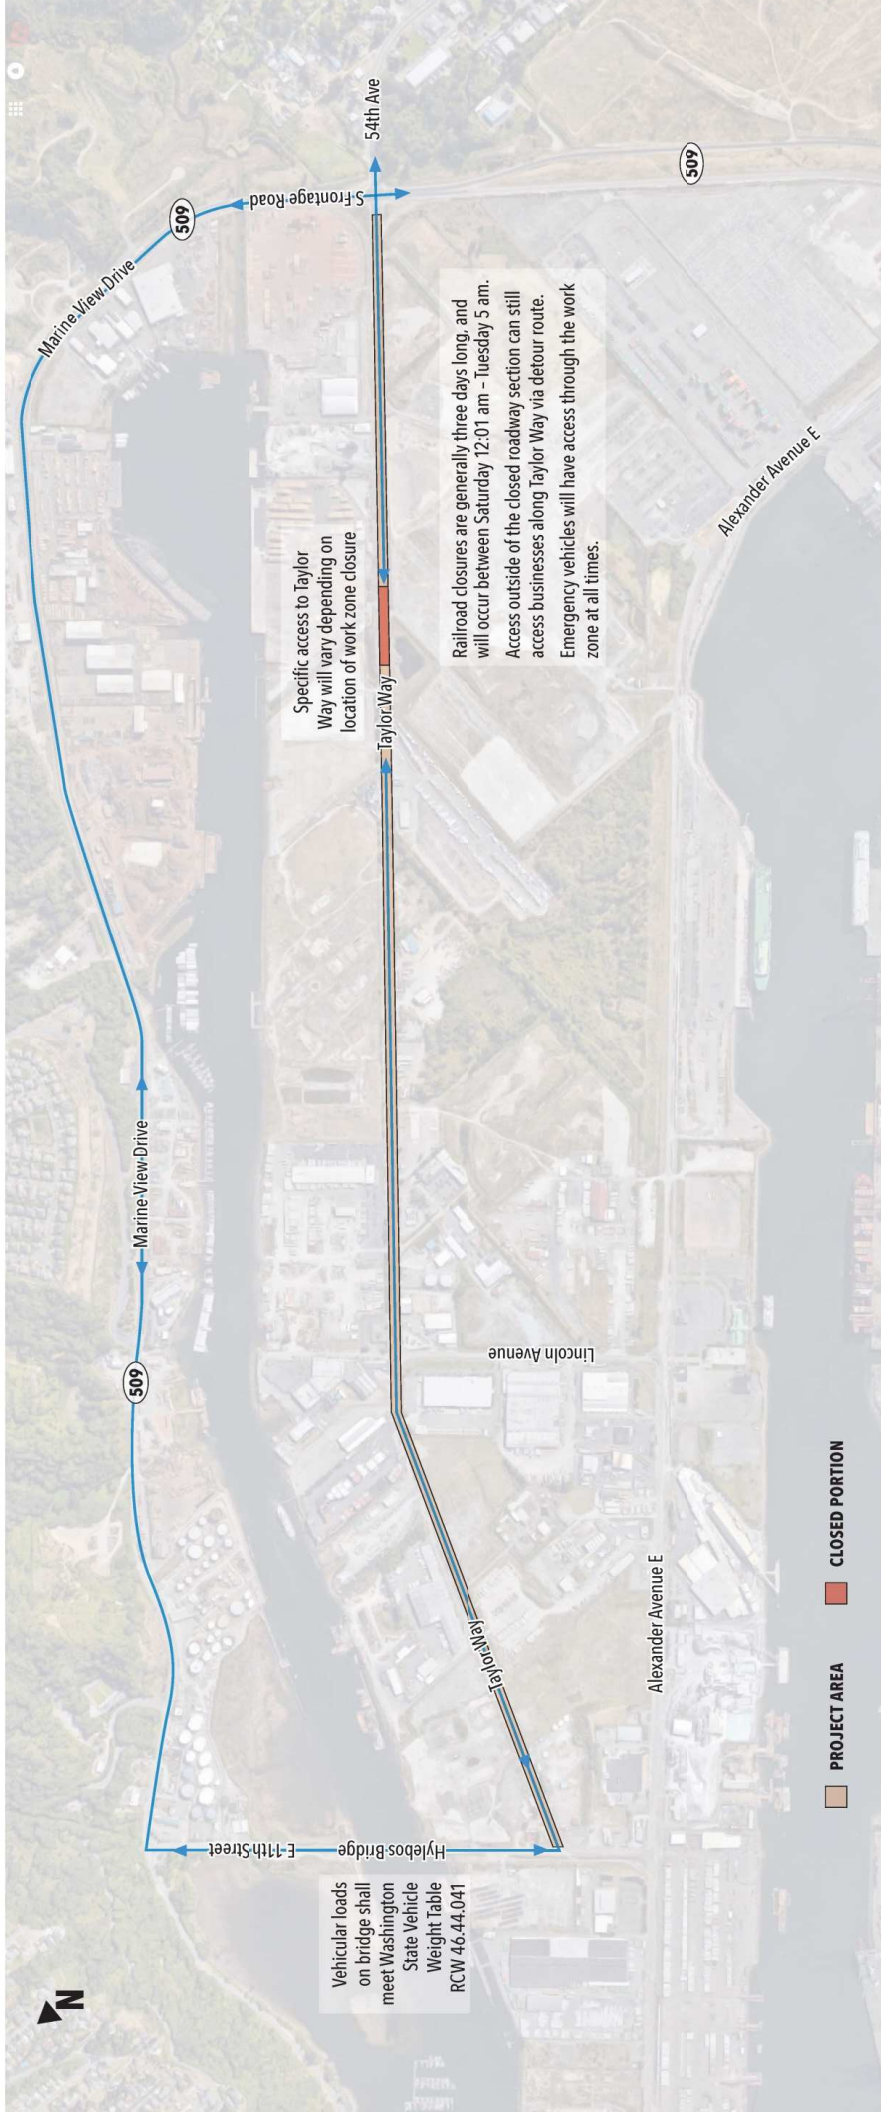 N
Vehicular loads
on bridge shall
meet Washington
State Vehicle
Weight Table
RCW 46.44.041
E 11th Street
Hylebos Bridge
509
Marine View Drive
Marine View Drive
509
S Frontage Road
54th Ave
509
Taylor Way
Taylor Way
Lincoln Avenue
Alexander Avenue E
Alexander Avenue E
Specific access to Taylor
Way will vary depending on
location of work zone closure
Railroad closures are generally three days long, and
will occur between Saturday 12:01 am – Tuesday 5 am.
Access outside of the closed roadway section can still
access businesses along Taylor Way via detour route.
Emergency vehicles will have access through the work
zone at all times.
PROJECT AREA
CLOSED PORTION